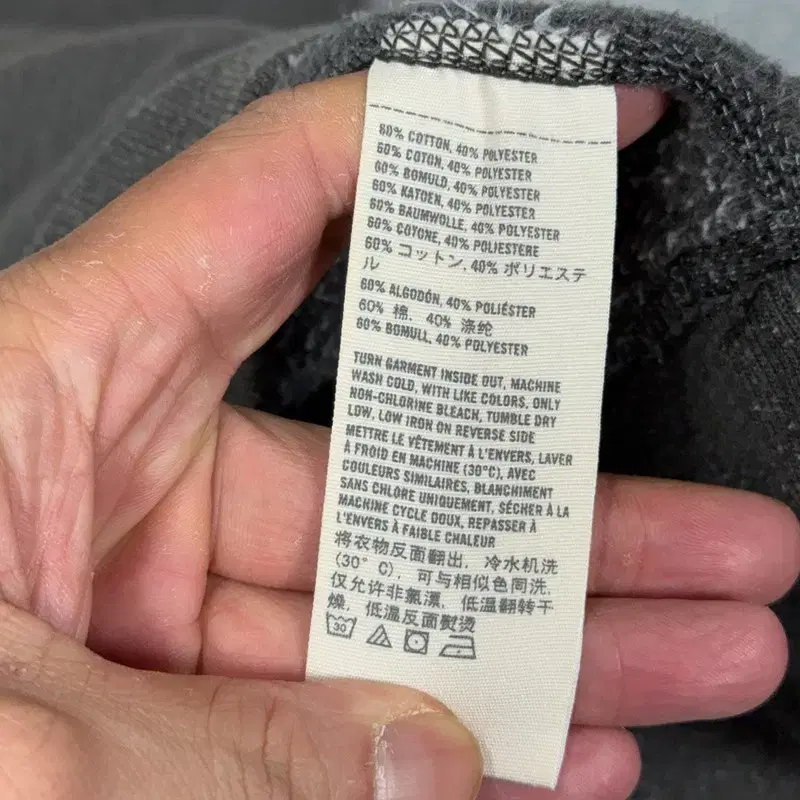 60% COTTON, 40% POLYESTER
60% COTON, 40% POLYESTER
60% BOMULD, 40% POLYESTER
60% KATOEN, 40% POLYESTER
60% BAUMWOLLE, 40% POLYESTER
60% COTONE, 40% POLIESTERE
60% コットン, 40% ポリエステ
ル
60% ALGODÓN, 40% POLIÉSTER
60% 棉, 40% 涤纶
60% BOMULL, 40% POLYESTER
TURN GARMENT INSIDE OUT, MACHINE
WASH COLD, WITH LIKE COLORS, ONLY
NON-CHLORINE BLEACH, TUMBLE DRY
LOW, LOW IRON ON REVERSE SIDE
METTRE LE VÊTEMENT À L'ENVERS, LAVER
À FROID EN MACHINE (30°C), AVEC
COULEURS SIMILAIRES, BLANCHIMENT
SANS CHLORE UNIQUEMENT, SÉCHER À LA
MACHINE CYCLE DOUX, REPASSER À
L'ENVERS À FAIBLE CHALEUR
将衣物反面翻出, 冷水机洗
(30° C), 可与相似色同洗,
仅允许非氯漂, 低温翻转干
燥, 低温反面熨烫
30